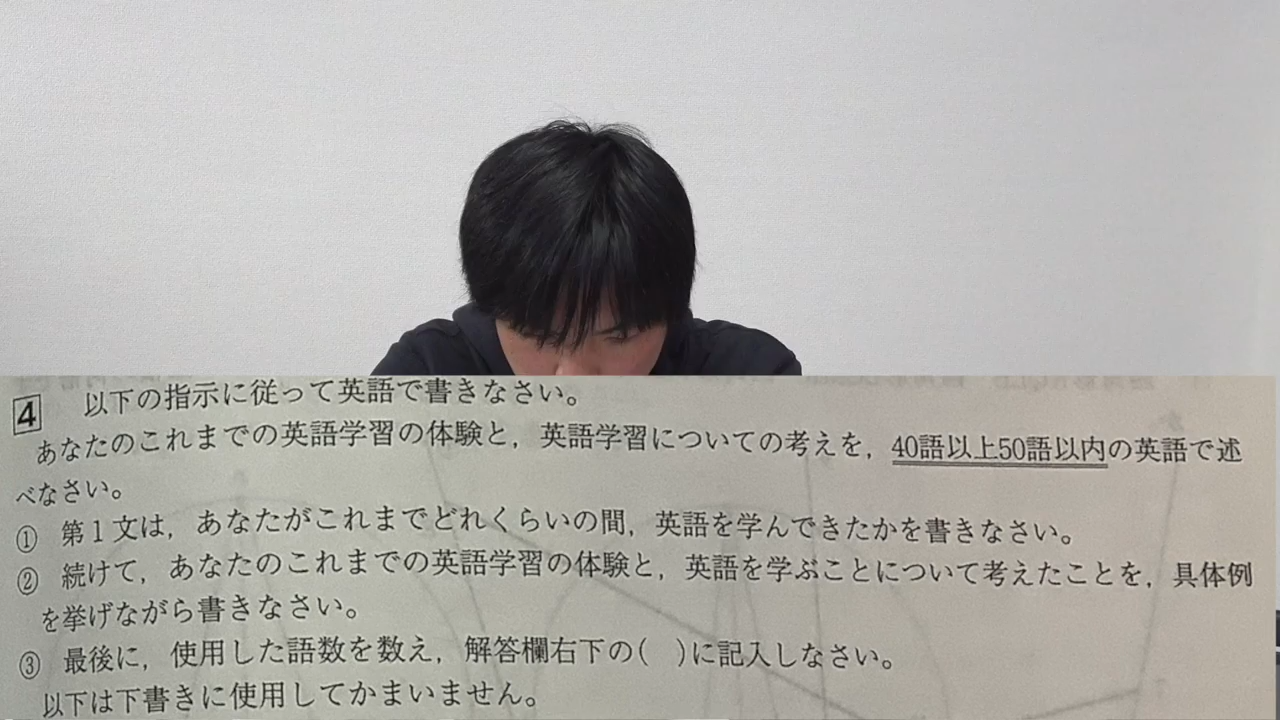 4 以下の指示に従って英語で書きなさい。
あなたのこれまでの英語学習の体験と，英語学習についての考えを，40語以上50語以内の英語で述
べなさい。
① 第1文は，あなたがこれまでどれくらいの間，英語を学んできたかを書きなさい。
② 続けて，あなたのこれまでの英語学習の体験と，英語を学ぶことについて考えたことを，具体例
を挙げながら書きなさい。
③ 最後に，使用した語数を数え，解答欄右下の(　)に記入しなさい。
以下は下書きに使用してかまいません。